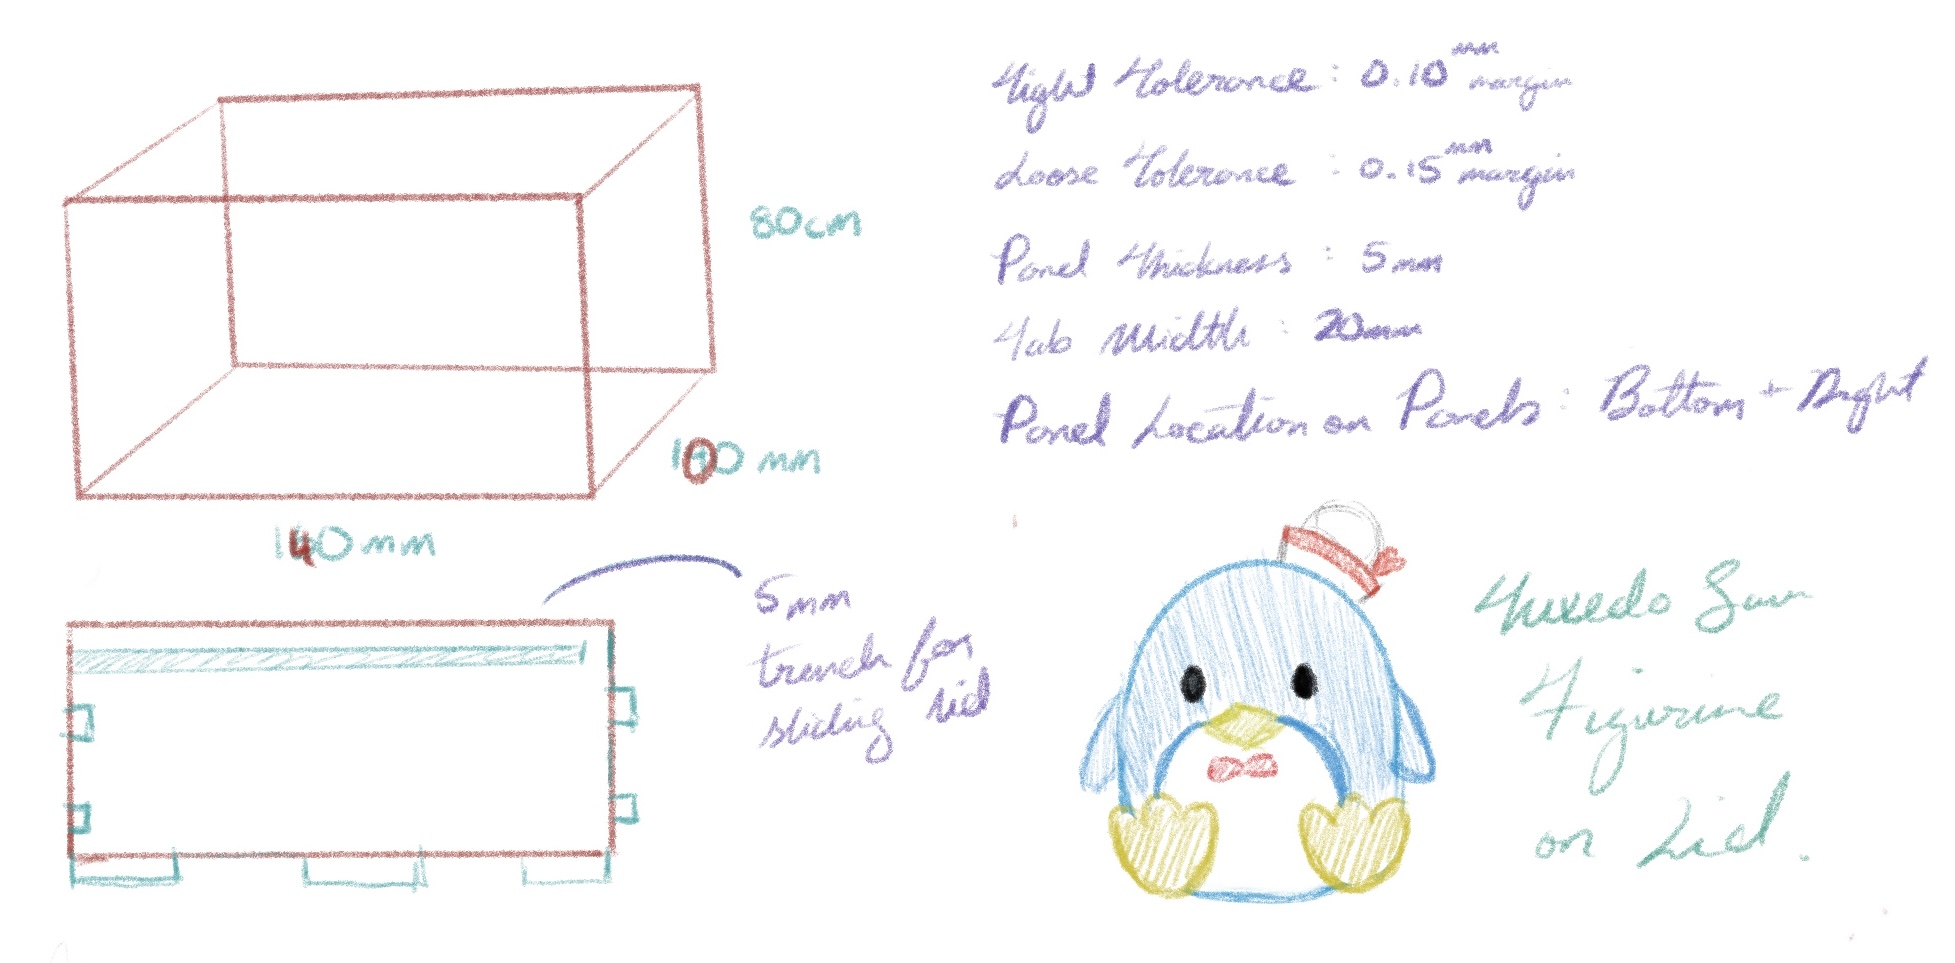 80cm
100 mm
140 mm
5mm
trench for
sliding lid
Tight Tolerance : 0.10 mm margin
Loose Tolerance : 0.15 mm margin
Panel Thickness : 5mm
Tab Width : 20mm
Panel Location on Panels : Bottom + Right
Tuxedo Sam
Figurine
on Lid.